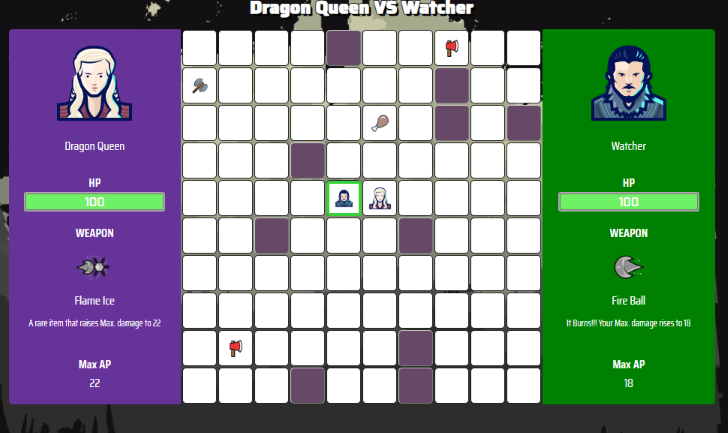 Dragon Queen VS Watcher
Dragon Queen
HP
100
WEAPON
Flame Ice
A rare item that raises Max. damage to 22
Max AP
22
Watcher
HP
100
WEAPON
Fire Ball
It Burns!!! Your Max. damage rises to 18
Max AP
18